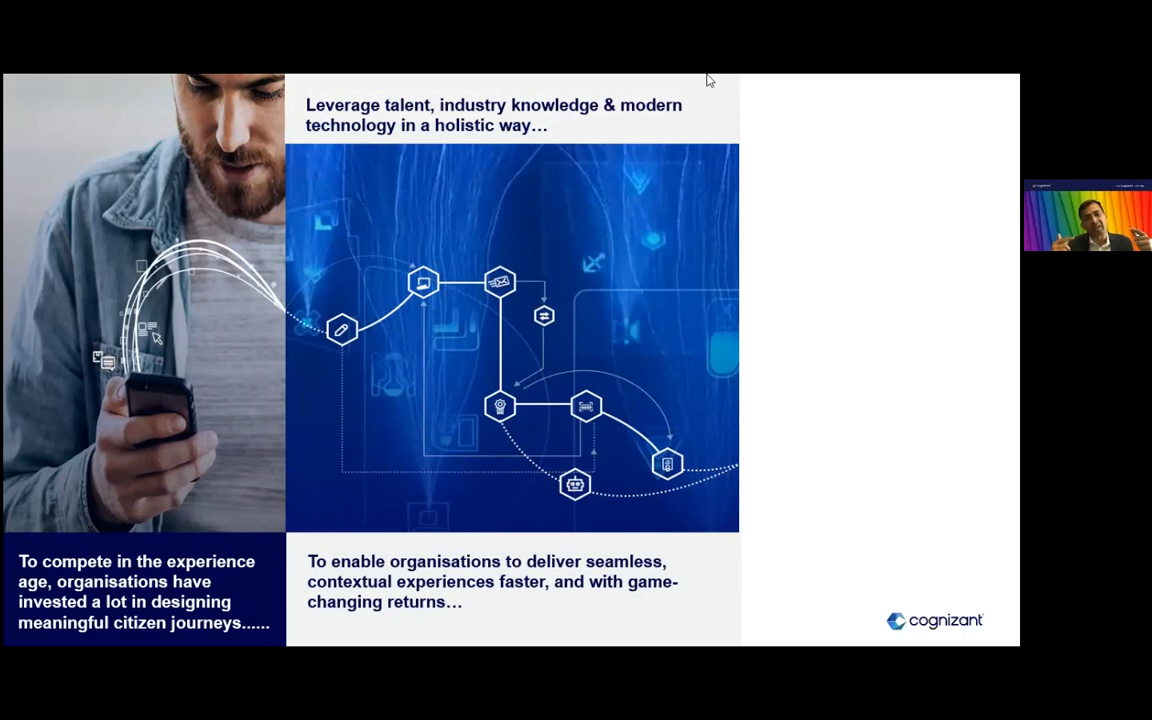 Leverage talent, industry knowledge & modern
technology in a holistic way…
To compete in the experience
age, organisations have
invested a lot in designing
meaningful citizen journeys......
To enable organisations to deliver seamless,
contextual experiences faster, and with game-
changing returns…
cognizant